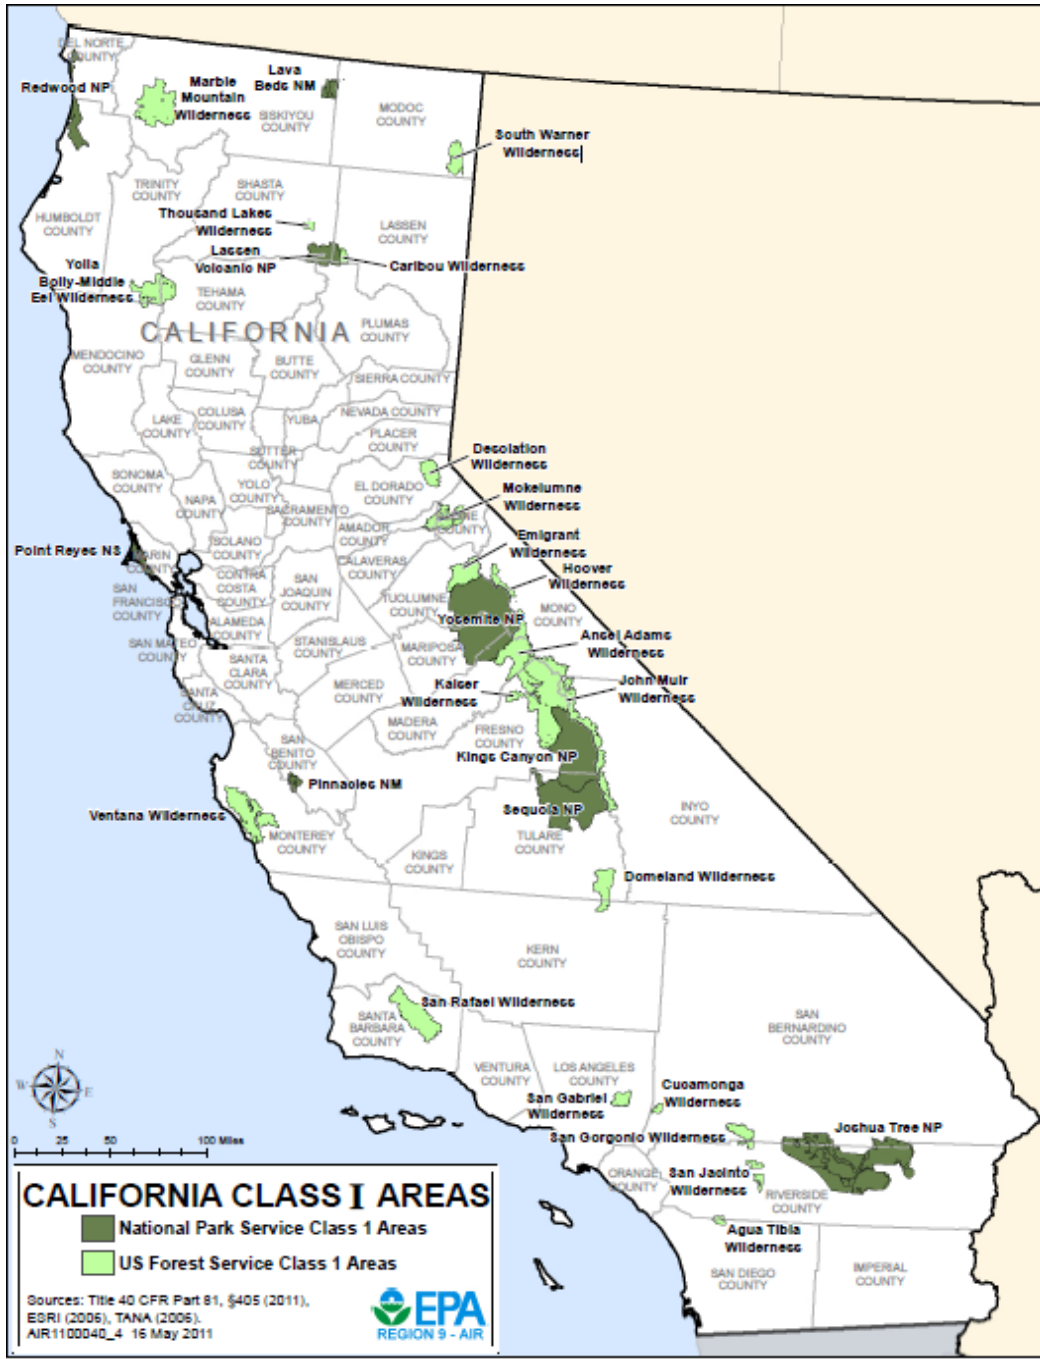 DEL NORTE
COUNTY
Redwood NP
Marble
Mountain
Wilderness
Lava
Beds NM
SISKIYOU
COUNTY
MODOC
COUNTY
South Warner
Wilderness
TRINITY
COUNTY
SHASTA
COUNTY
HUMBOLDT
COUNTY
Thousand Lakes
Wilderness
LASSEN
COUNTY
Lassen
Volcanic NP
Caribou Wilderness
Yolla
Bolly-Middle
Eel Wilderness
TEHAMA
COUNTY
CALIFORNIA
PLUMAS
COUNTY
MENDOCINO
COUNTY
GLENN
COUNTY
BUTTE
COUNTY
SIERRA COUNTY
LAKE
COUNTY
COLUSA
COUNTY
YUBA
NEVADA COUNTY
PLACER
COUNTY
SUTTER
COUNTY
Desolation
Wilderness
SONOMA
COUNTY
NAPA
COUNTY
YOLO
COUNTY
EL DORADO
COUNTY
SACRAMENTO
COUNTY
AMADOR
COUNTY
Mokelumne
Wilderness
COUNTY
Point Reyes NS
MARIN
COUNTY
SOLANO
COUNTY
CALAVERAS
COUNTY
Emigrant
Wilderness
Hoover
Wilderness
SAN
FRANCISCO
COUNTY
CONTRA
COSTA
COUNTY
SAN
JOAQUIN
COUNTY
TUOLUMNE
COUNTY
Yosemite NP
MONO
COUNTY
ALAMEDA
COUNTY
SAN MATEO
COUNTY
STANISLAUS
COUNTY
MARIPOSA
COUNTY
Ansel Adams
Wilderness
SANTA
CLARA
COUNTY
SANTA
CRUZ
COUNTY
MERCED
COUNTY
Kaiser
Wilderness
John Muir
Wilderness
MADERA
COUNTY
FRESNO
COUNTY
SAN
BENITO
COUNTY
Kings Canyon NP
Pinnacles NM
Ventana Wilderness
MONTEREY
COUNTY
Sequoia NP
TULARE
COUNTY
INYO
COUNTY
KINGS
COUNTY
Domeland Wilderness
SAN LUIS
OBISPO
COUNTY
KERN
COUNTY
San Rafael Wilderness
SANTA
BARBARA
COUNTY
SAN
BERNARDINO
COUNTY
VENTURA
COUNTY
LOS ANGELES
COUNTY
San Gabriel
Wilderness
Cucamonga
Wilderness
San Gorgonio Wilderness
Joshua Tree NP
ORANGE
COUNTY
San Jacinto
Wilderness
RIVERSIDE
COUNTY
Agua Tibia
Wilderness
SAN DIEGO
COUNTY
IMPERIAL
COUNTY
N
W
E
S
0 25 50 100 Miles
CALIFORNIA CLASS I AREAS
National Park Service Class 1 Areas
US Forest Service Class 1 Areas
Sources: Title 40 CFR Part 81, §405 (2011),
ESRI (2006), TANA (2006).
AIR1100040_4 16 May 2011
EPA
REGION 9 - AIR